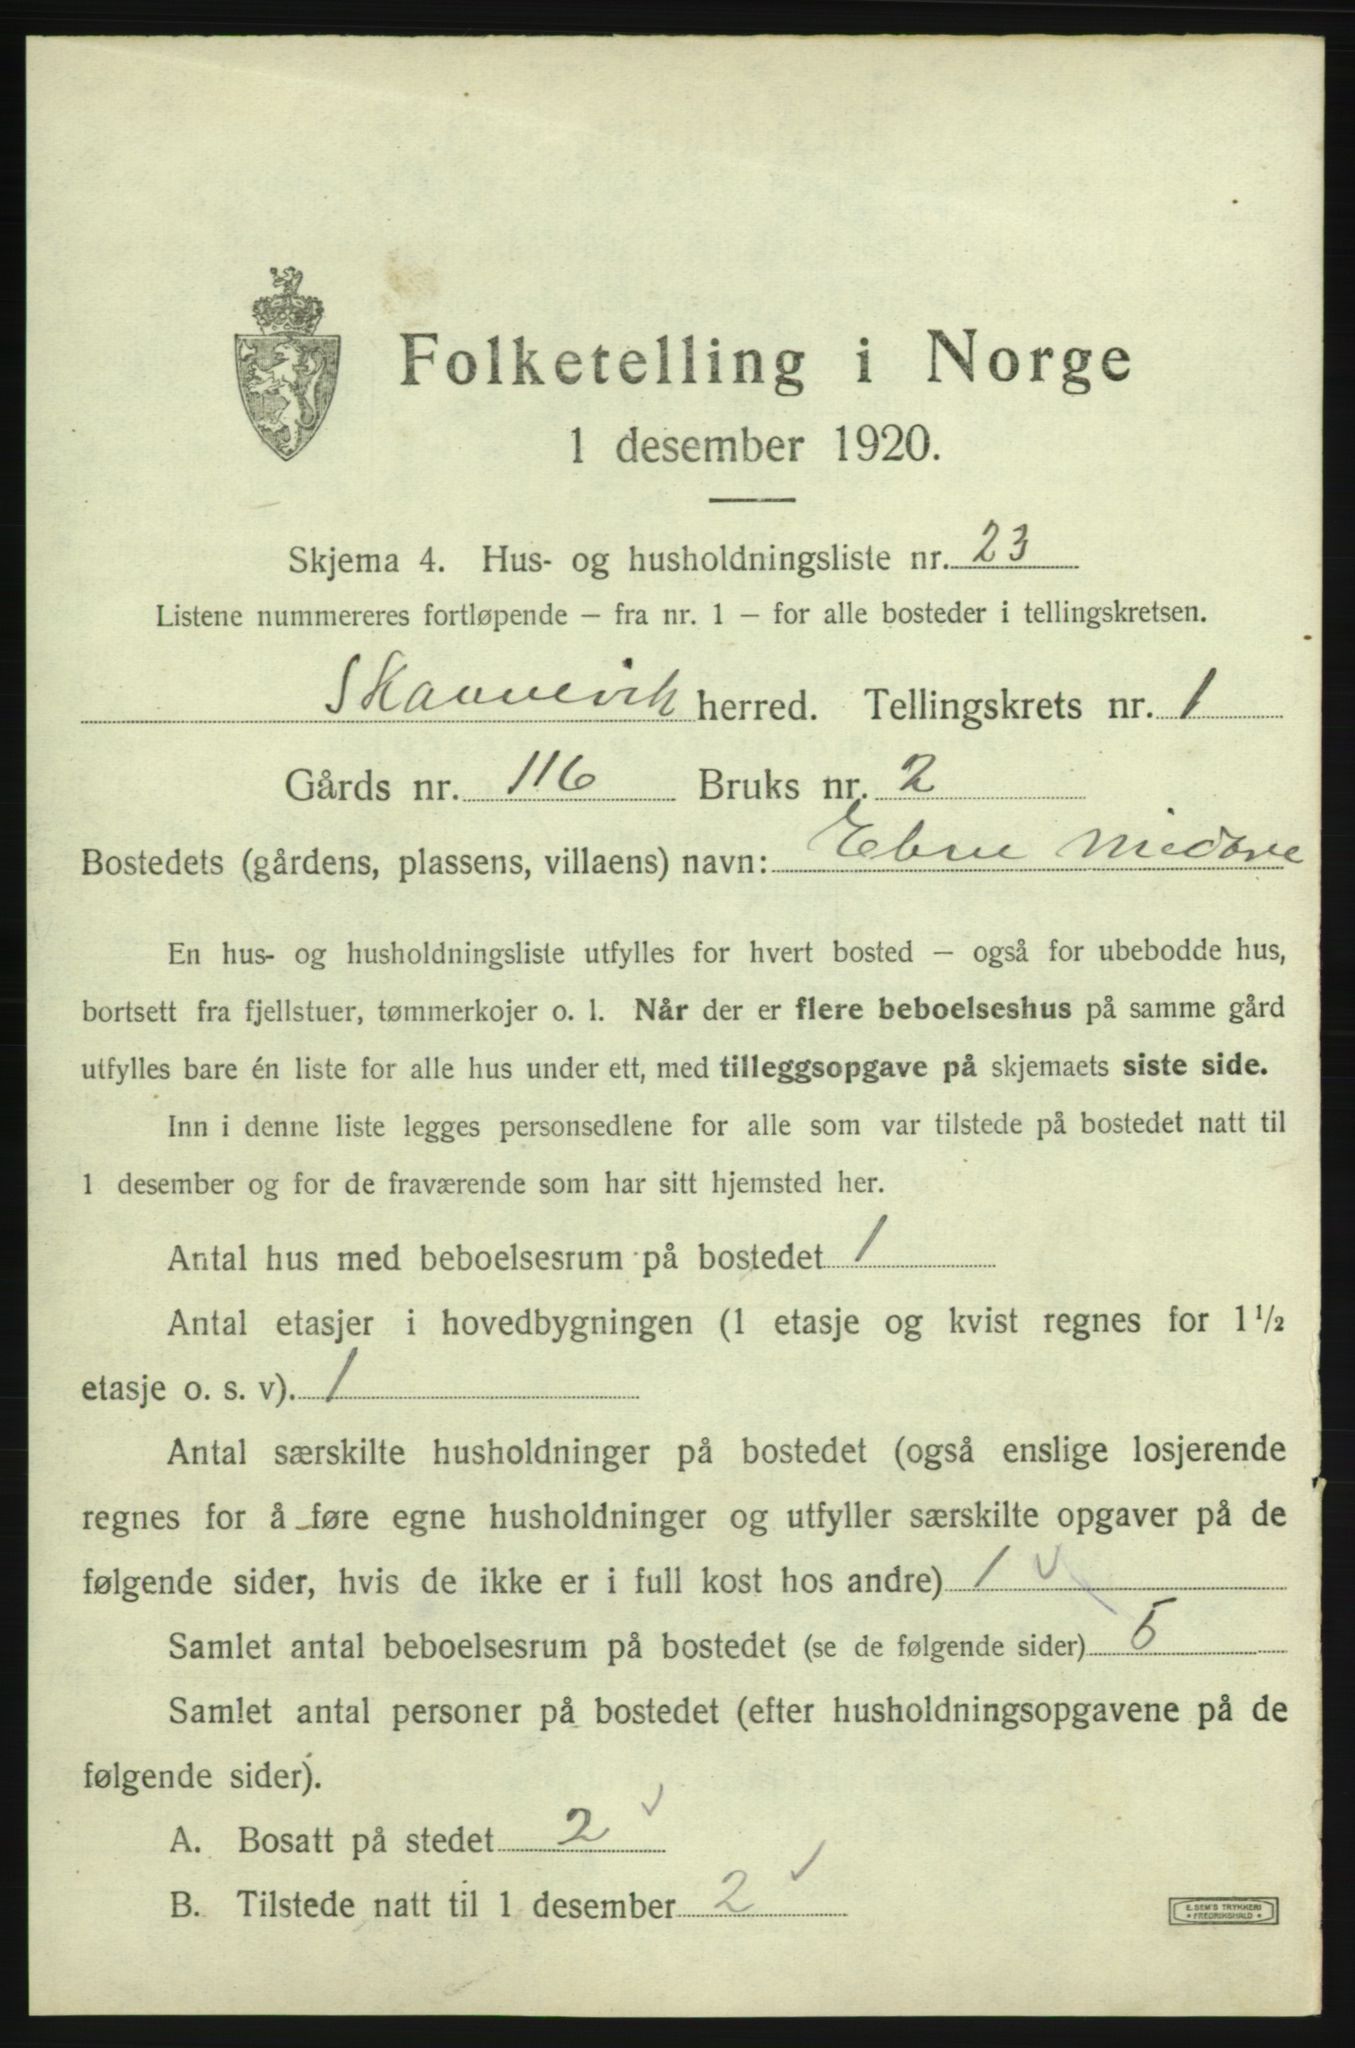 Folketelling i Norge
1 desember 1920.
Skjema 4. Hus- og husholdningsliste nr. 23
Listene nummereres fortløpende – fra nr. 1 – for alle bosteder i tellingskretsen.
Skaanevik herred. Tellingskrets nr. 1
Gårds nr. 116 Bruks nr. 2
Bostedets (gårdens, plassens, villaens) navn: Ebne
En hus- og husholdningsliste utfylles for hvert bosted – også for ubebodde hus,
bortsett fra fjellstuer, tømmerkojer o. l. Når der er flere beboelseshus på samme gård
utfylles bare én liste for alle hus under ett, med tilleggsopgave på skjemaets siste side.
Inn i denne liste legges personsedlene for alle som var tilstede på bostedet natt til
1 desember og for de fraværende som har sitt hjemsted her.
Antal hus med beboelsesrum på bostedet 1
Antal etasjer i hovedbygningen (1 etasje og kvist regnes for 1 1/2
etasje o. s. v). 1
Antal særskilte husholdninger på bostedet (også enslige losjerende
regnes for å føre egne husholdninger og utfyller særskilte opgaver på de
følgende sider, hvis de ikke er i full kost hos andre) 1
Samlet antal beboelsesrum på bostedet (se de følgende sider) 5
Samlet antal personer på bostedet (efter husholdningsopgavene på de
følgende sider).
A. Bosatt på stedet 2
B. Tilstede natt til 1 desember 2
E. SEM'S TRYKKERI
• FREDRIKSHALD •